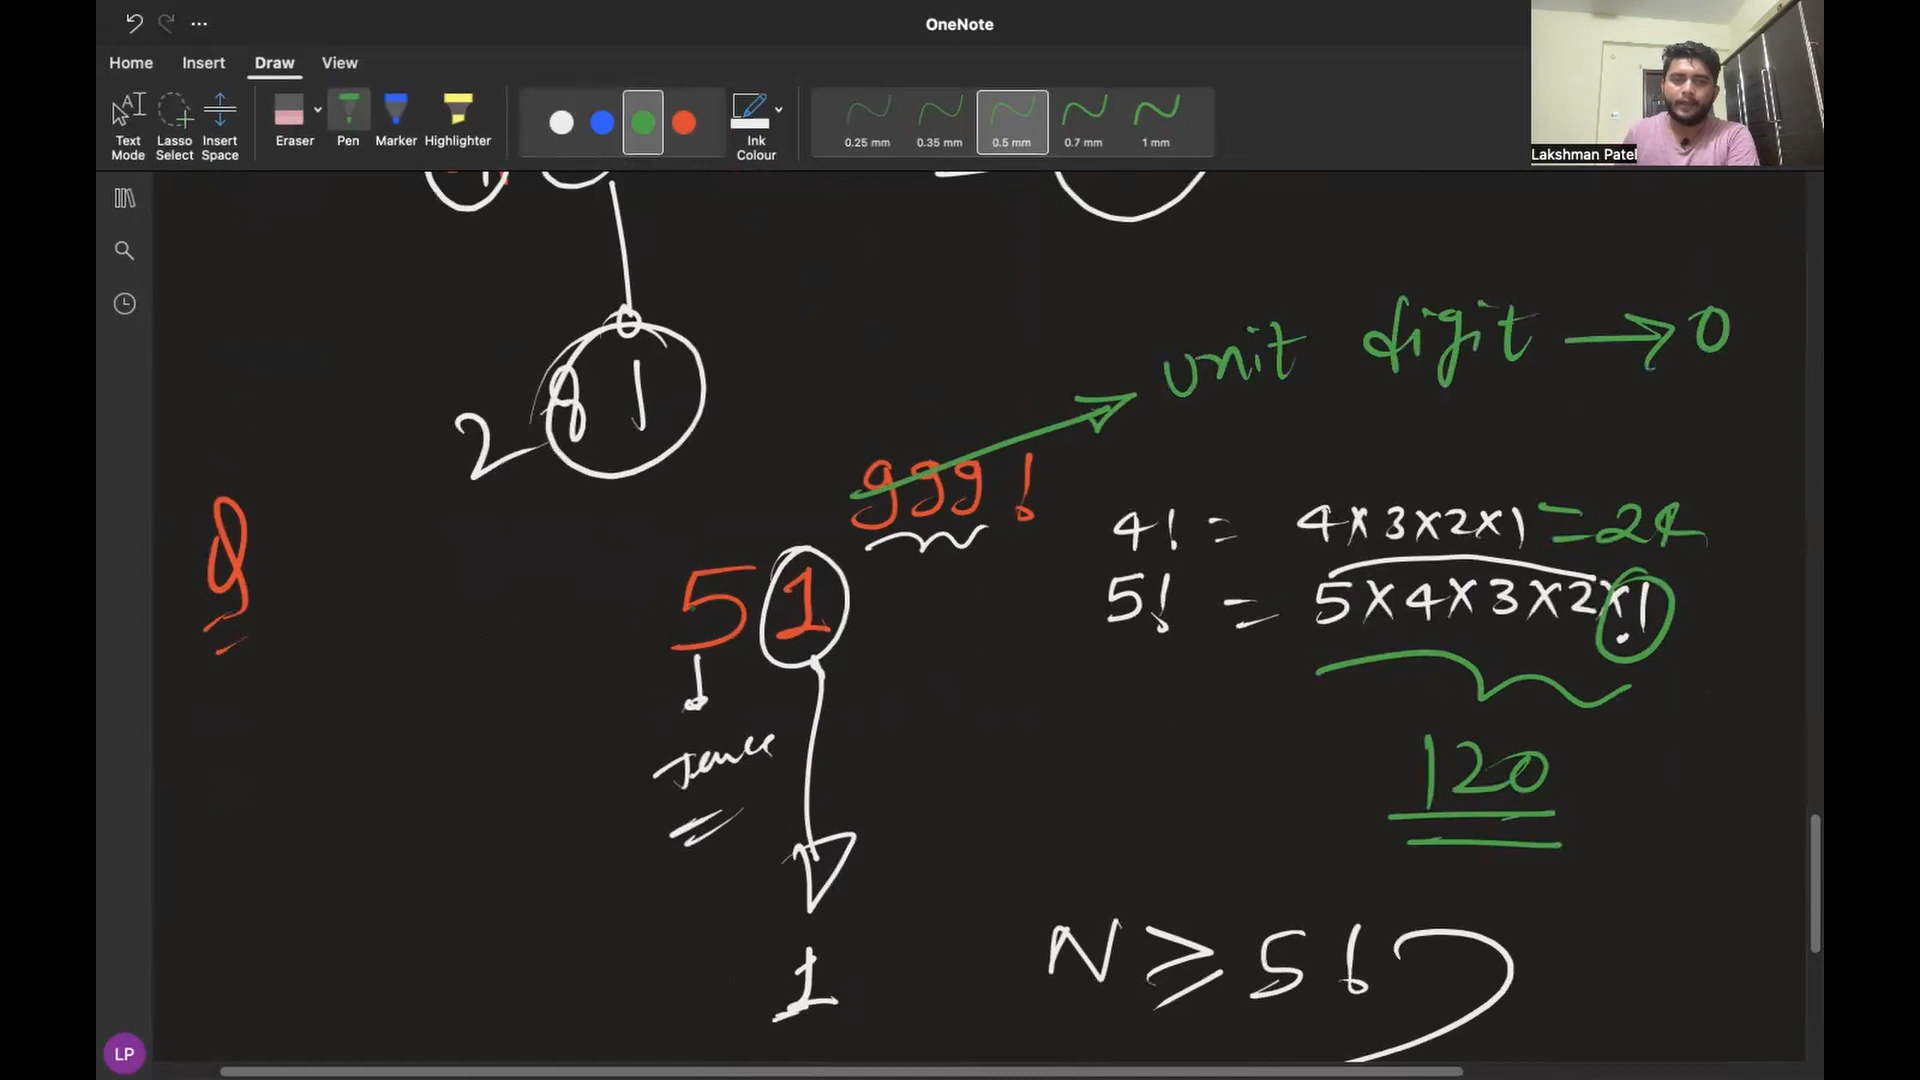 OneNote
Home Insert Draw View
Text Mode
Lasso Select
Insert Space
Eraser
Pen
Marker
Highlighter
Ink Colour
0.25 mm
0.35 mm
0.5 mm
0.7 mm
1 mm
Lakshman Patel
281
unit digit → 0
999!
4! = 4×3×2×1 = 24
Q
51
5! = 5×4×3×2×1
120
1
N ≥ 5!
LP